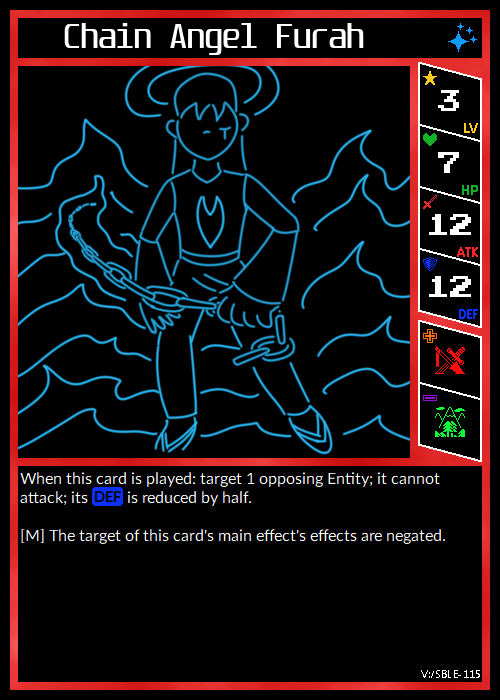 Chain Angel Furah
3
LV
7
HP
12
ATK
12
DEF
When this card is played: target 1 opposing Entity; it cannot
attack; its DEF is reduced by half.
[M] The target of this card's main effect's effects are negated.
V:/SBLE-115